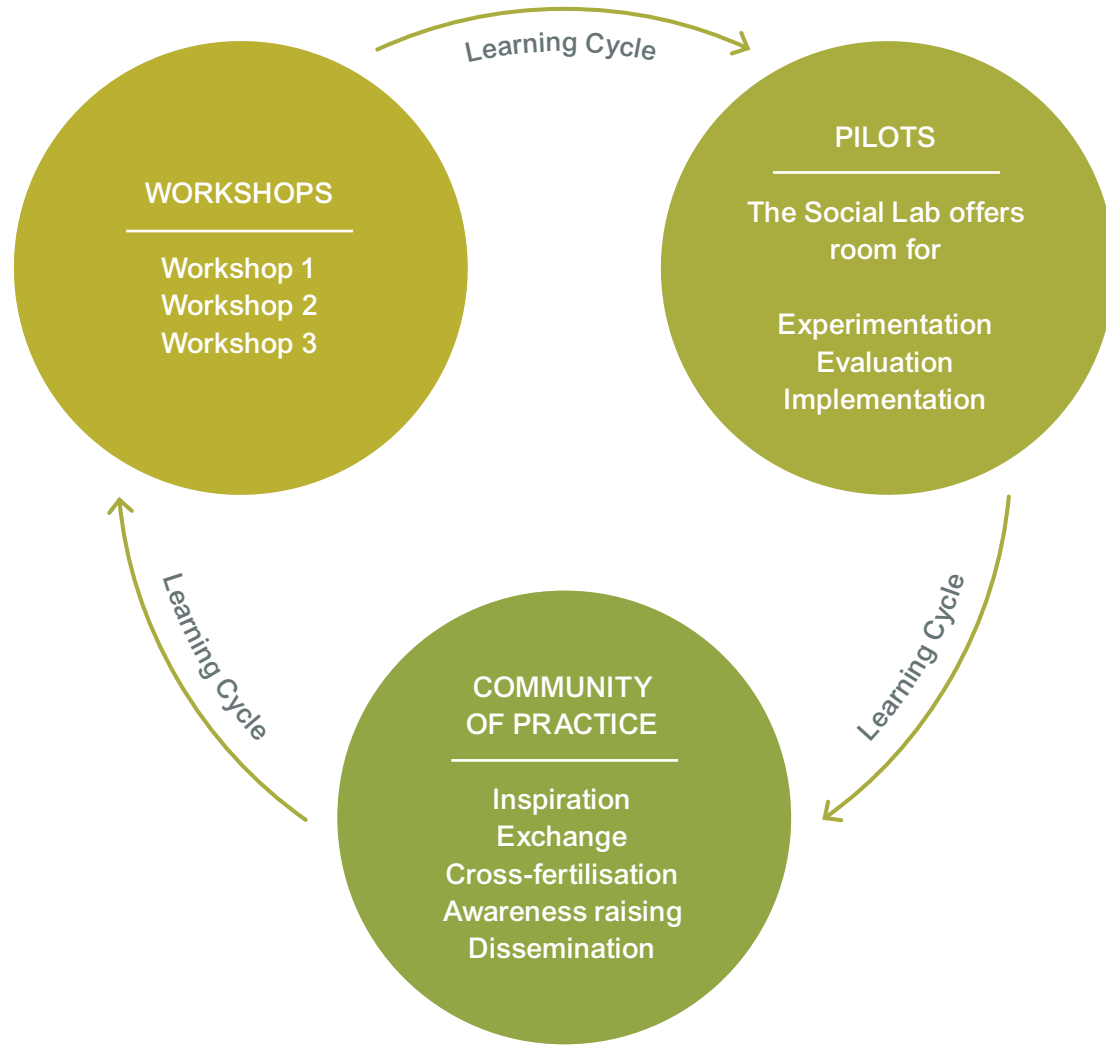 Learning Cycle
WORKSHOPS
Workshop 1
Workshop 2
Workshop 3
PILOTS
The Social Lab offers
room for
Experimentation
Evaluation
Implementation
Learning Cycle
COMMUNITY
OF PRACTICE
Inspiration
Exchange
Cross-fertilisation
Awareness raising
Dissemination
Learning Cycle